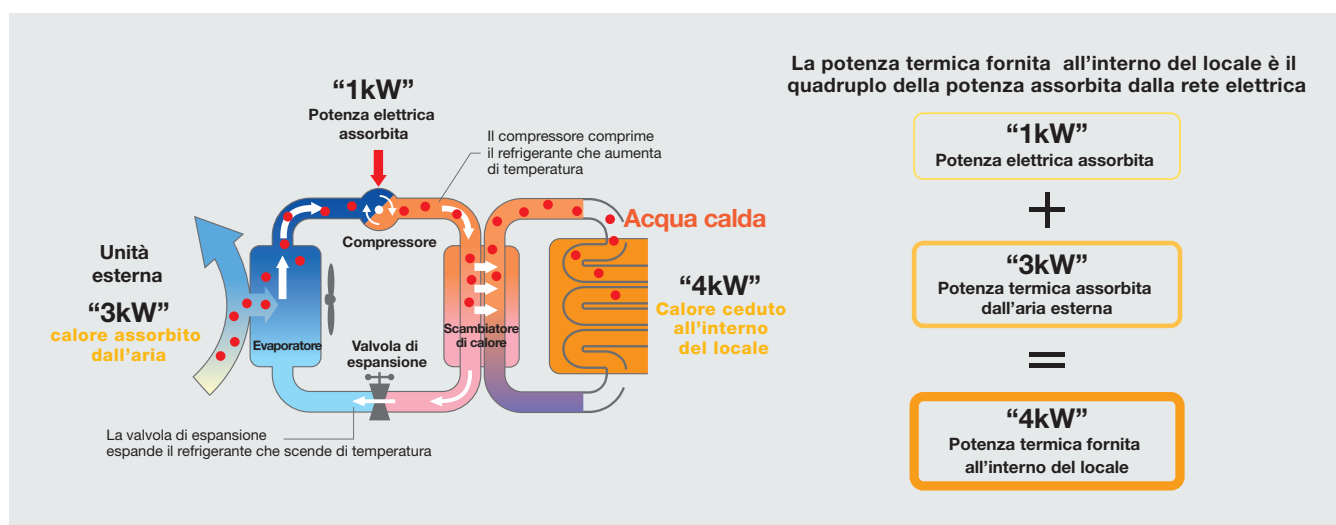 “1kW”
Potenza elettrica
assorbita
Il compressore comprime
il refrigerante che aumenta
di temperatura
Compressore
Acqua calda
Unità
esterna
“3kW”
calore assorbito
dall’aria
Evaporatore
Valvola di
espansione
Scambiatore
di calore
“4kW”
Calore ceduto
all’interno
del locale
La valvola di espansione
espande il refrigerante che scende di temperatura
La potenza termica fornita all’interno del locale è il
quadruplo della potenza assorbita dalla rete elettrica
“1kW”
Potenza elettrica assorbita
+
“3kW”
Potenza termica assorbita
dall’aria esterna
=
“4kW”
Potenza termica fornita
all’interno del locale